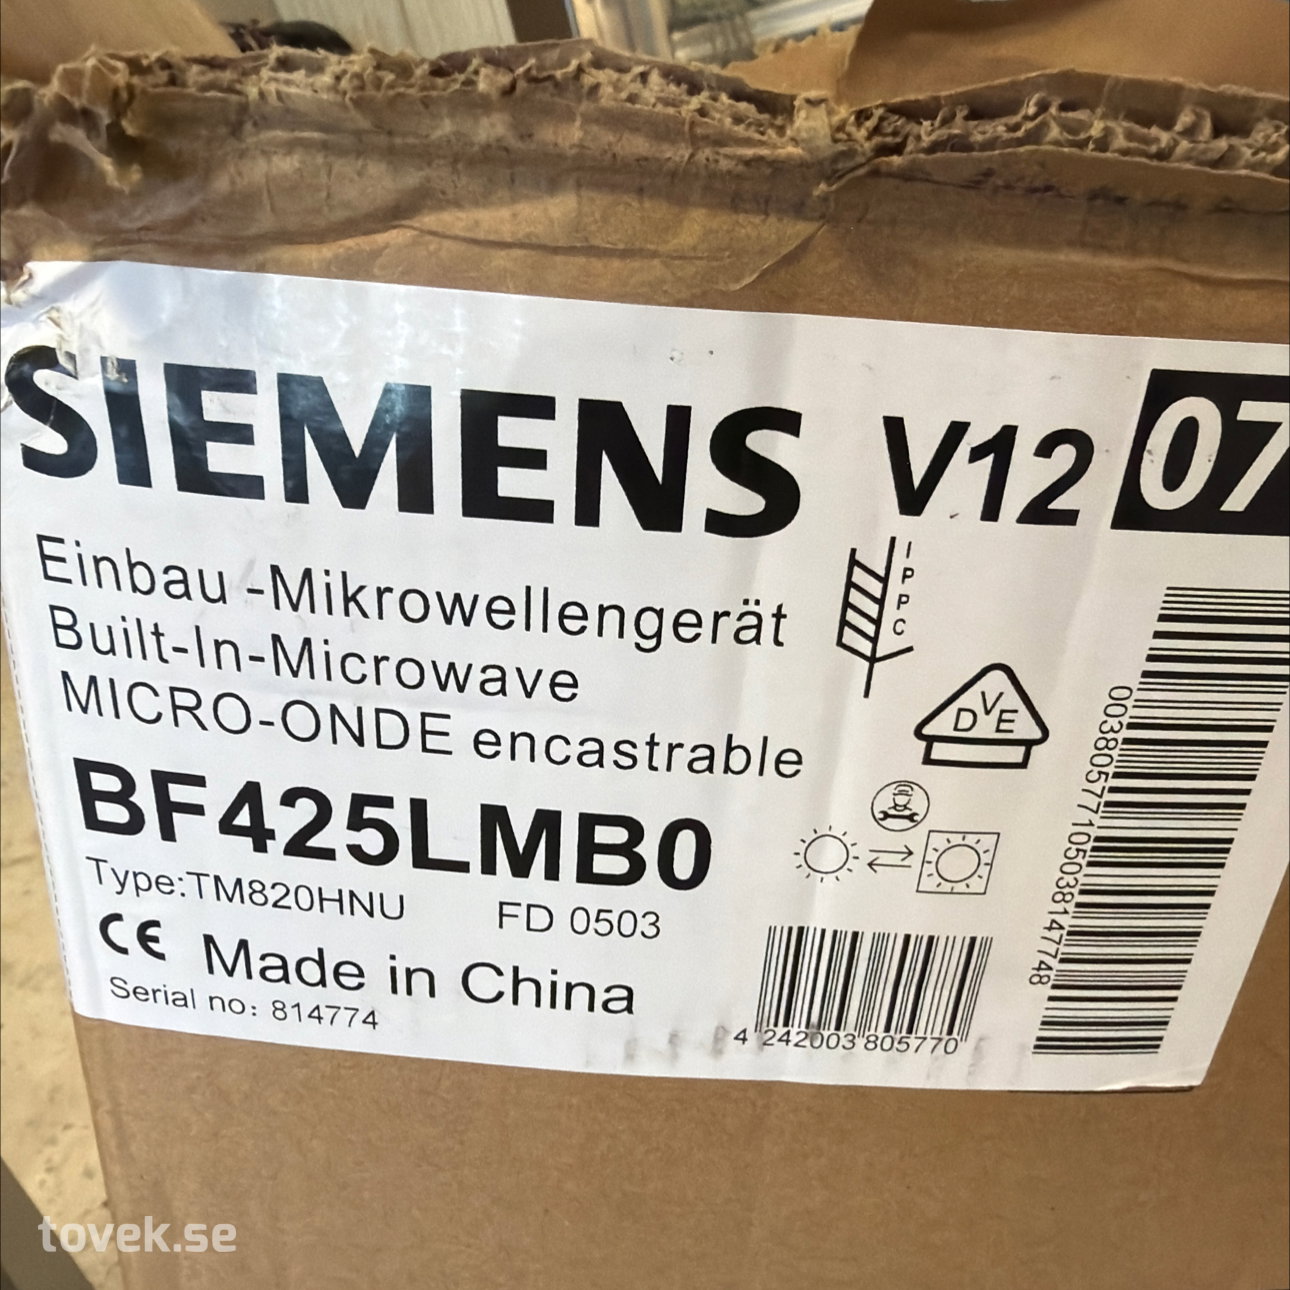 SIEMENS V12 07
Einbau -Mikrowellengerät
Built-In-Microwave
MICRO-ONDE encastrable
BF425LMB0
Type:TM820HNU FD 0503
CE Made in China
Serial no: 814774
IPPC
DVE
4 242003 805770
00380577105038147748
tovek.se